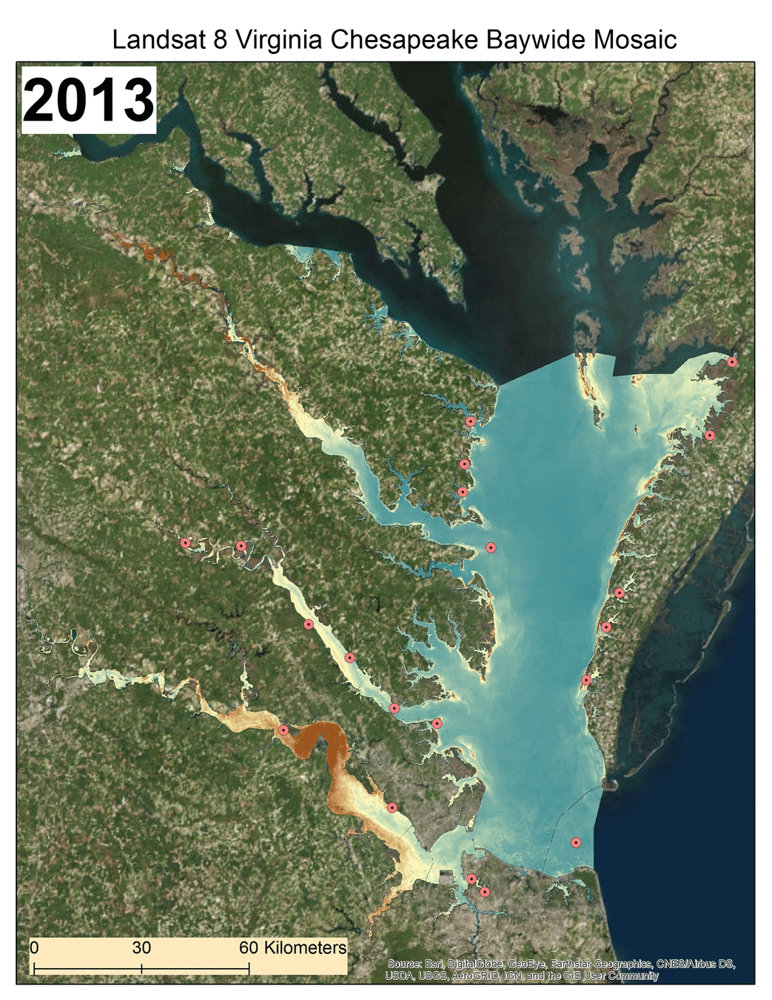 Landsat 8 Virginia Chesapeake Baywide Mosaic
2013
0 30 60 Kilometers
Source: Esri, DigitalGlobe, GeoEye, Earthstar Geographics, CNES/Airbus DS,
USDA, USGS, AeroGRID, IGN, and the GIS User Community